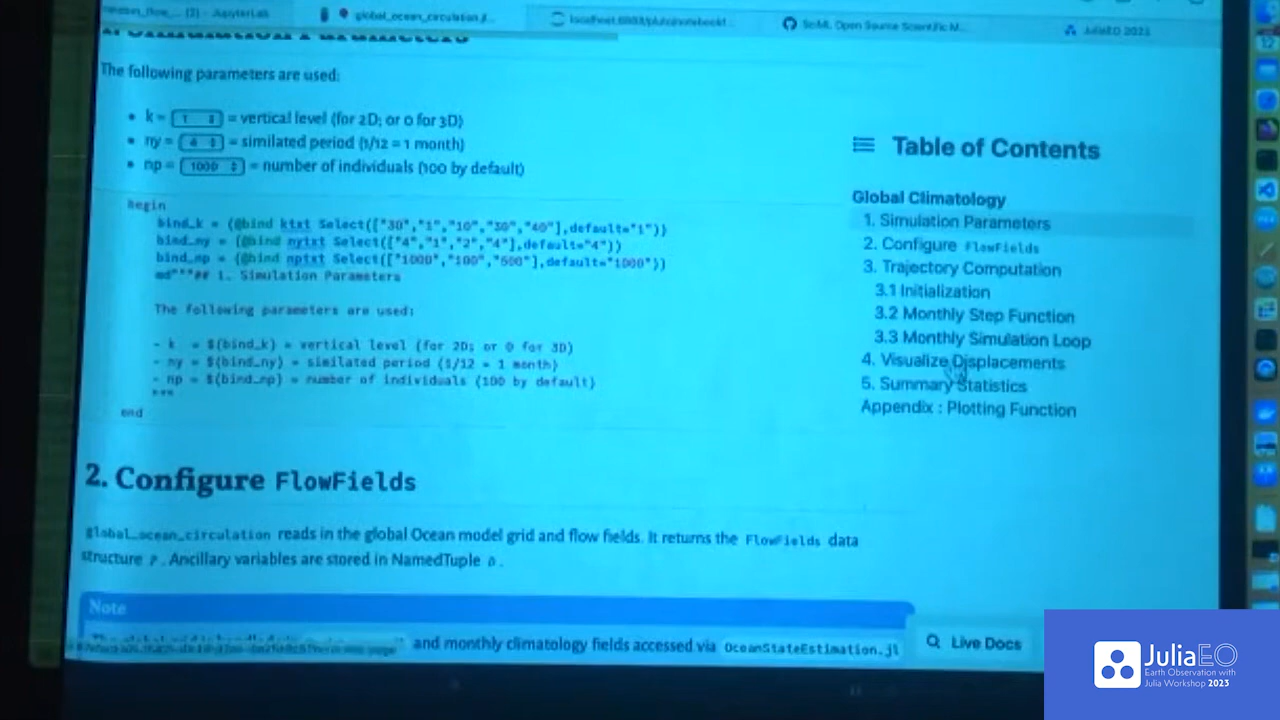 global_ocean_circulation
SciML Open Source Scientific M...
JuliaEO 2023
The following parameters are used:
• k = 1 = vertical level (for 2D; or 0 for 3D)
• ny = 4 = similated period (1/12 = 1 month)
• np = 1000 = number of individuals (100 by default)
begin
bind_k = (@bind ktxt Select(["30","1","10","30","40"],default="1"))
bind_ny = (@bind nytxt Select(["4","1","2","4"],default="4"))
bind_np = (@bind nptxt Select(["1000","100","500"],default="1000"))
md"""## 1. Simulation Parameters
The following parameters are used:
- k = $(bind_k) = vertical level (for 2D; or 0 for 3D)
- ny = $(bind_ny) = similated period (1/12 = 1 month)
- np = $(bind_np) = number of individuals (100 by default)
"""
end
2. Configure FlowFields
global_ocean_circulation reads in the global Ocean model grid and flow fields. It returns the FlowFields data
structure P. Ancillary variables are stored in NamedTuple D.
Note
and monthly climatology fields accessed via OceanStateEstimation.jl
Table of Contents
Global Climatology
1. Simulation Parameters
2. Configure FlowFields
3. Trajectory Computation
3.1 Initialization
3.2 Monthly Step Function
3.3 Monthly Simulation Loop
4. Visualize Displacements
5. Summary Statistics
Appendix : Plotting Function
Live Docs
JuliaEO
Earth Observation with
Julia Workshop 2023